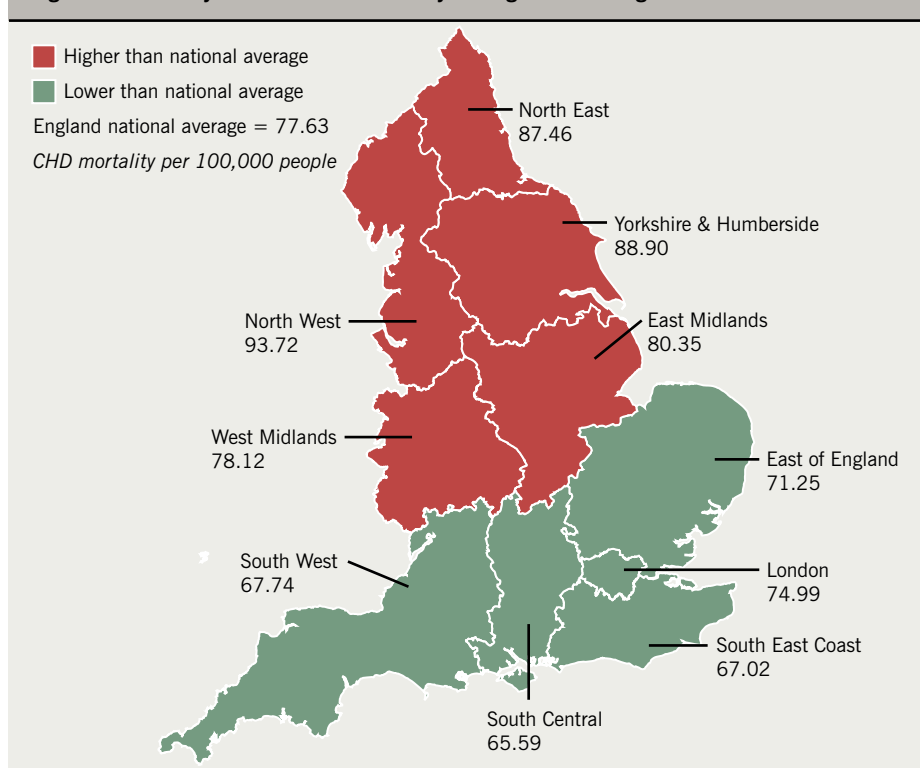 Higher than national average
Lower than national average
England national average = 77.63
CHD mortality per 100,000 people
North East
87.46
Yorkshire & Humberside
88.90
North West
93.72
East Midlands
80.35
West Midlands
78.12
East of England
71.25
South West
67.74
London
74.99
South East Coast
67.02
South Central
65.59